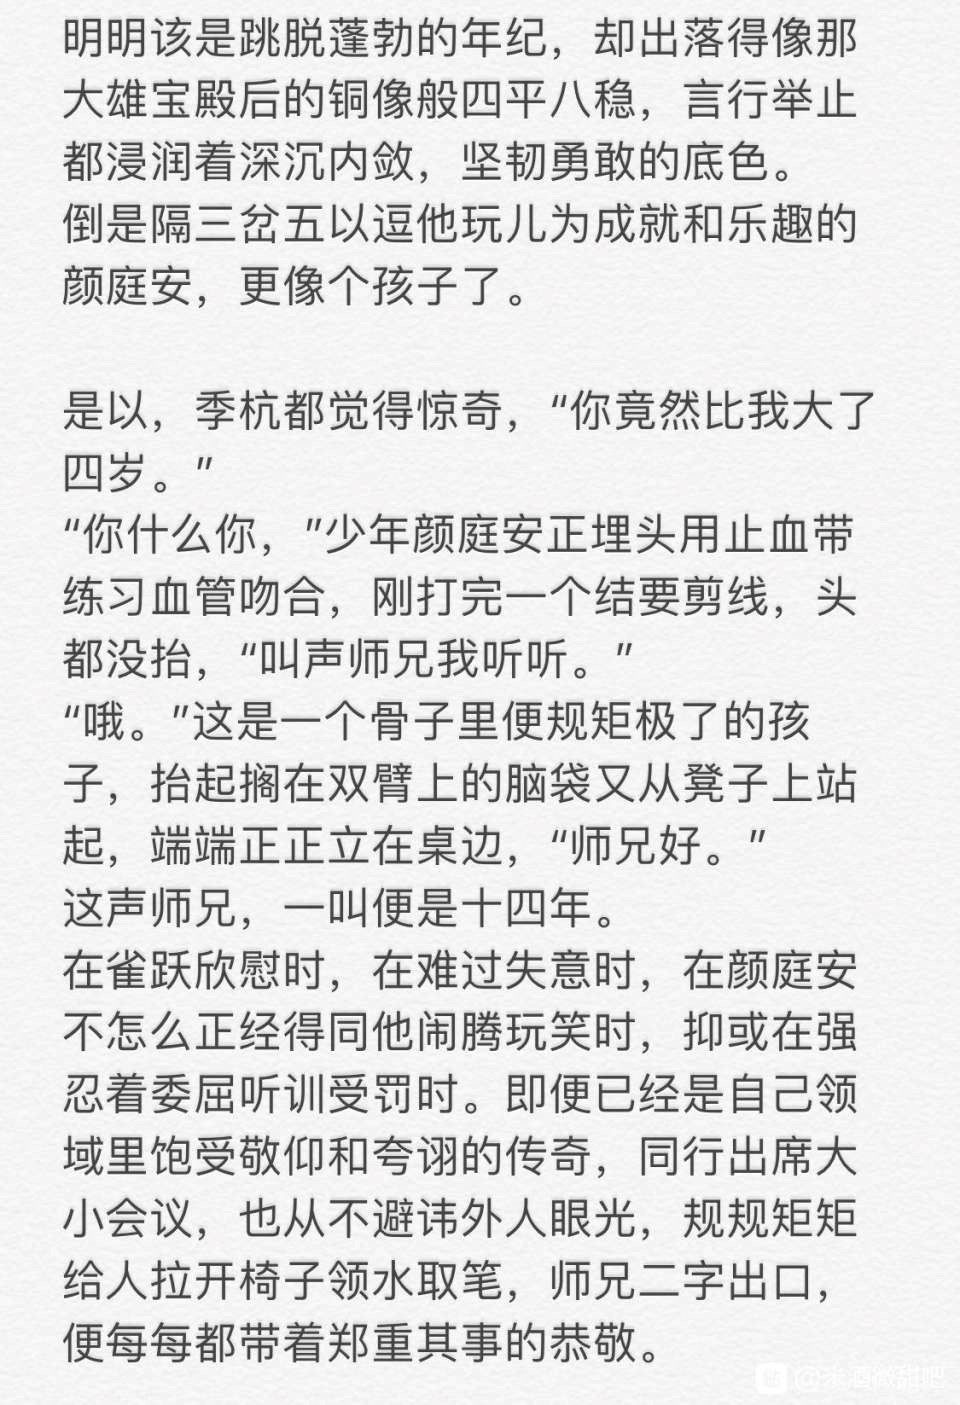 明明该是跳脱蓬勃的年纪，却出落得像那
大雄宝殿后的铜像般四平八稳，言行举止
都浸润着深沉内敛，坚韧勇敢的底色。
倒是隔三岔五以逗他玩儿为成就和乐趣的
颜庭安，更像个孩子了。
是以，季杭都觉得惊奇，“你竟然比我大了
四岁。”
“你什么你，”少年颜庭安正埋头用止血带
练习血管吻合，刚打完一个结要剪线，头
都没抬，“叫声师兄我听听。”
“哦。”这是一个骨子里便规矩极了的孩
子，抬起搁在双臂上的脑袋又从凳子上站
起，端端正正立在桌边，“师兄好。”
这声师兄，一叫便是十四年。
在雀跃欣慰时，在难过失意时，在颜庭安
不怎么正经得同他闹腾玩笑时，抑或在强
忍着委屈听训受罚时。即便已经是自己领
域里饱受敬仰和夸诩的传奇，同行出席大
小会议，也从不避讳外人眼光，规规矩矩
给人拉开椅子领水取笔，师兄二字出口，
便每每都带着郑重其事的恭敬。